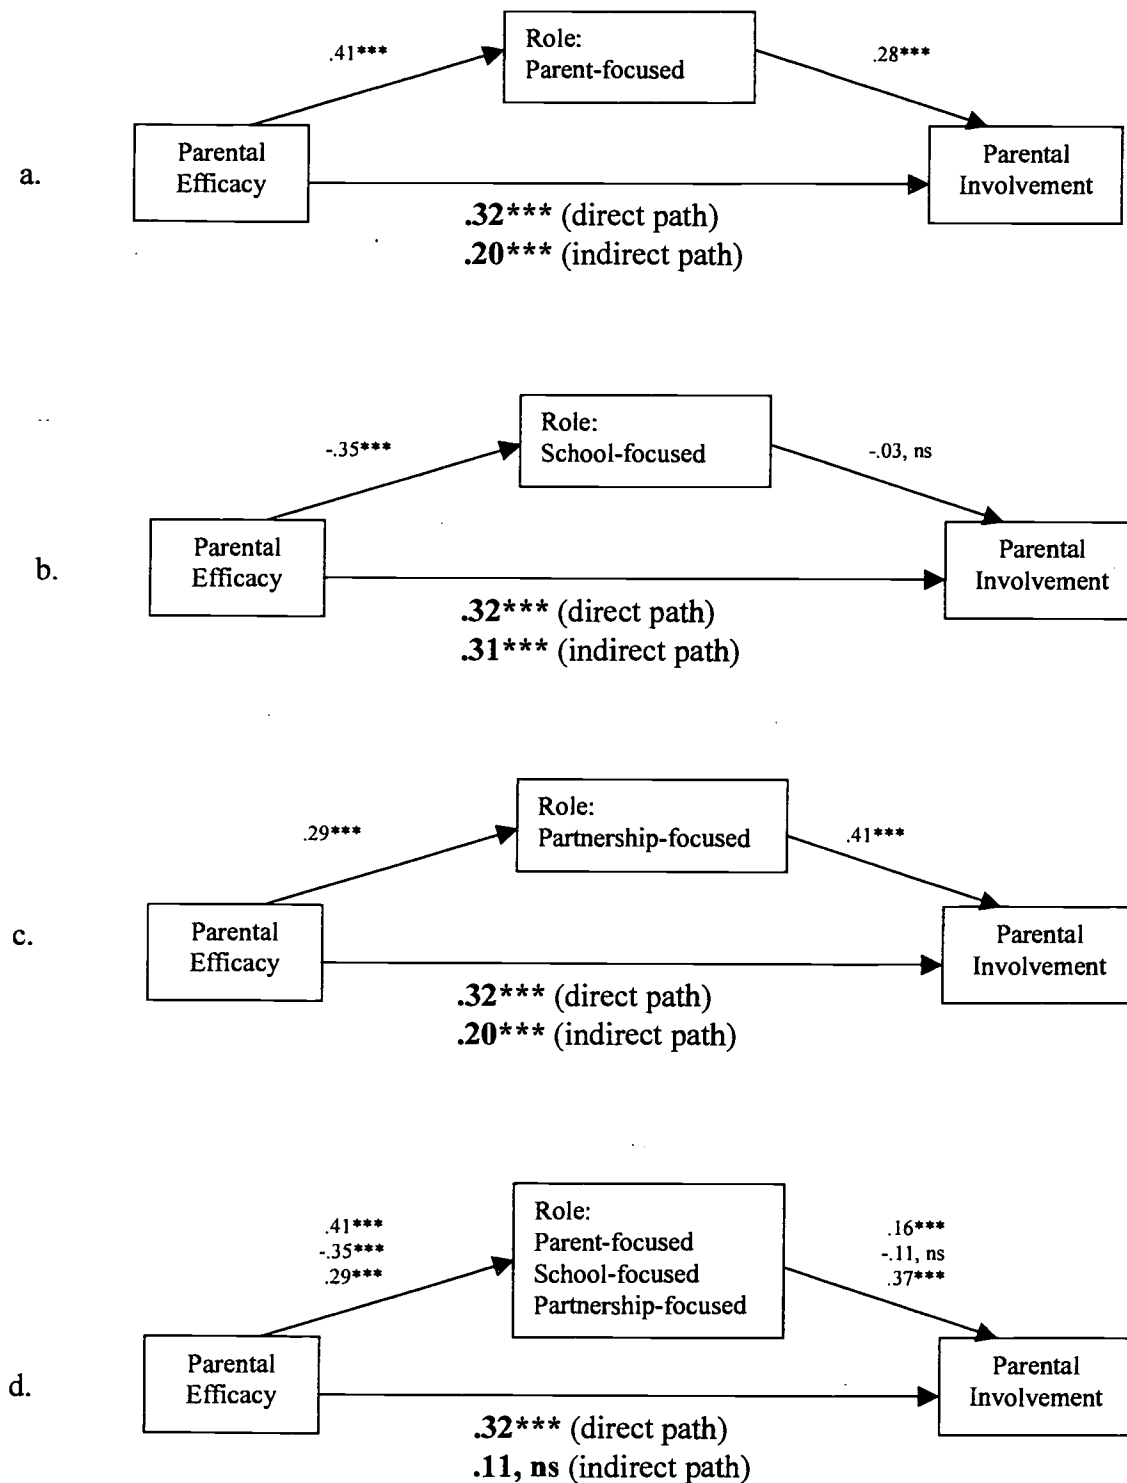 .41***
Role:
Parent-focused
.28***
a.
Parental
Efficacy
Parental
Involvement
.32*** (direct path)
.20*** (indirect path)
-.35***
Role:
School-focused
-.03, ns
b.
Parental
Efficacy
Parental
Involvement
.32*** (direct path)
.31*** (indirect path)
.29***
Role:
Partnership-focused
.41***
c.
Parental
Efficacy
Parental
Involvement
.32*** (direct path)
.20*** (indirect path)
.41***
-.35***
.29***
Role:
Parent-focused
School-focused
Partnership-focused
.16***
-.11, ns
.37***
d.
Parental
Efficacy
Parental
Involvement
.32*** (direct path)
.11, ns (indirect path)